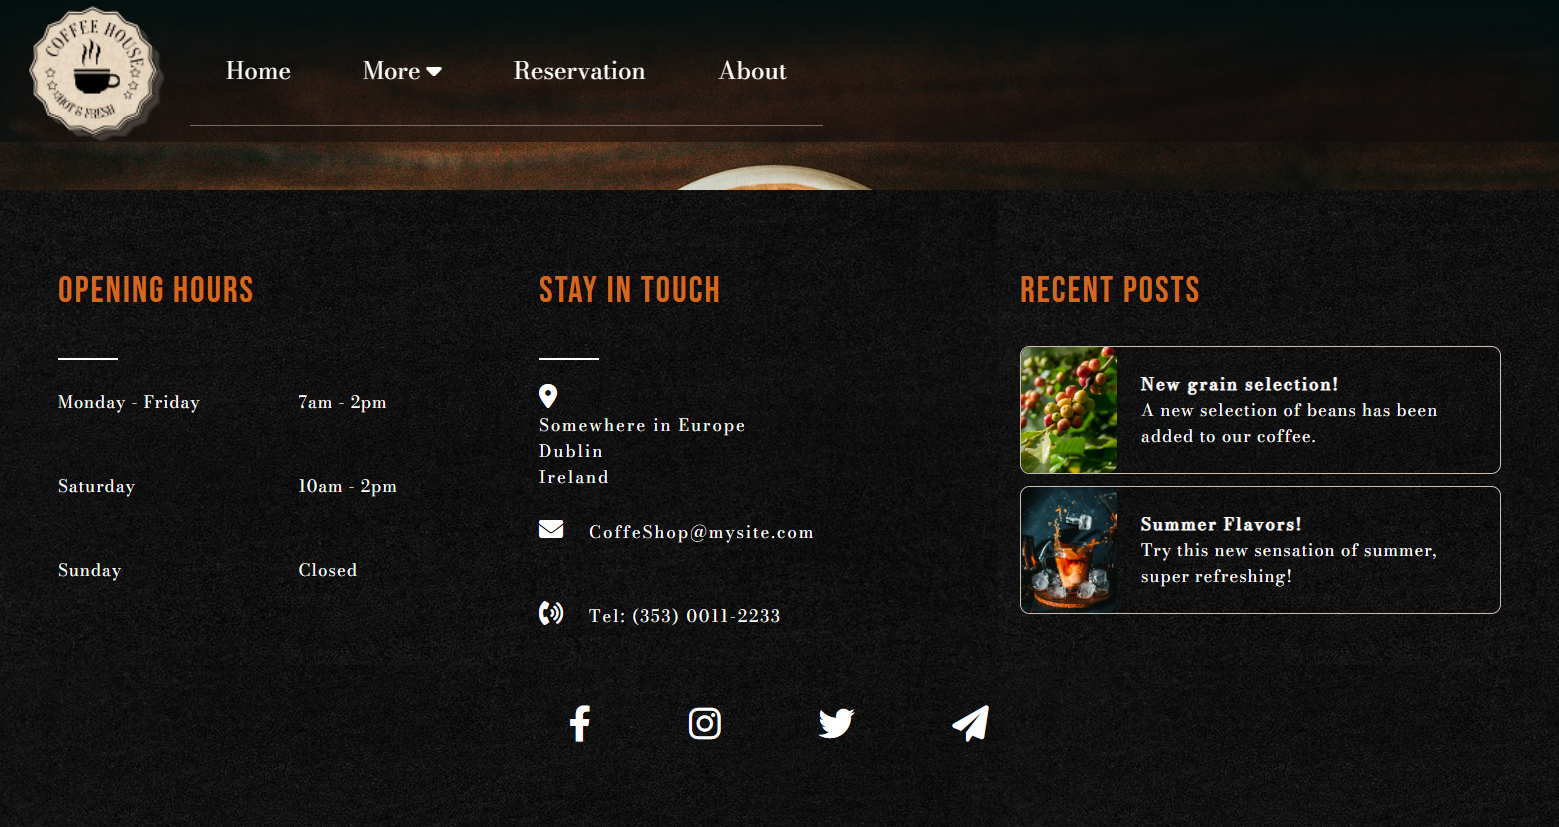 COFFEE HOUSE
HOT & FRESH
Home
More
Reservation
About
OPENING HOURS
Monday - Friday 7am - 2pm
Saturday 10am - 2pm
Sunday Closed
STAY IN TOUCH
Somewhere in Europe
Dublin
Ireland
CoffeShop@mysite.com
Tel: (353) 0011-2233
RECENT POSTS
New grain selection!
A new selection of beans has been
added to our coffee.
Summer Flavors!
Try this new sensation of summer,
super refreshing!